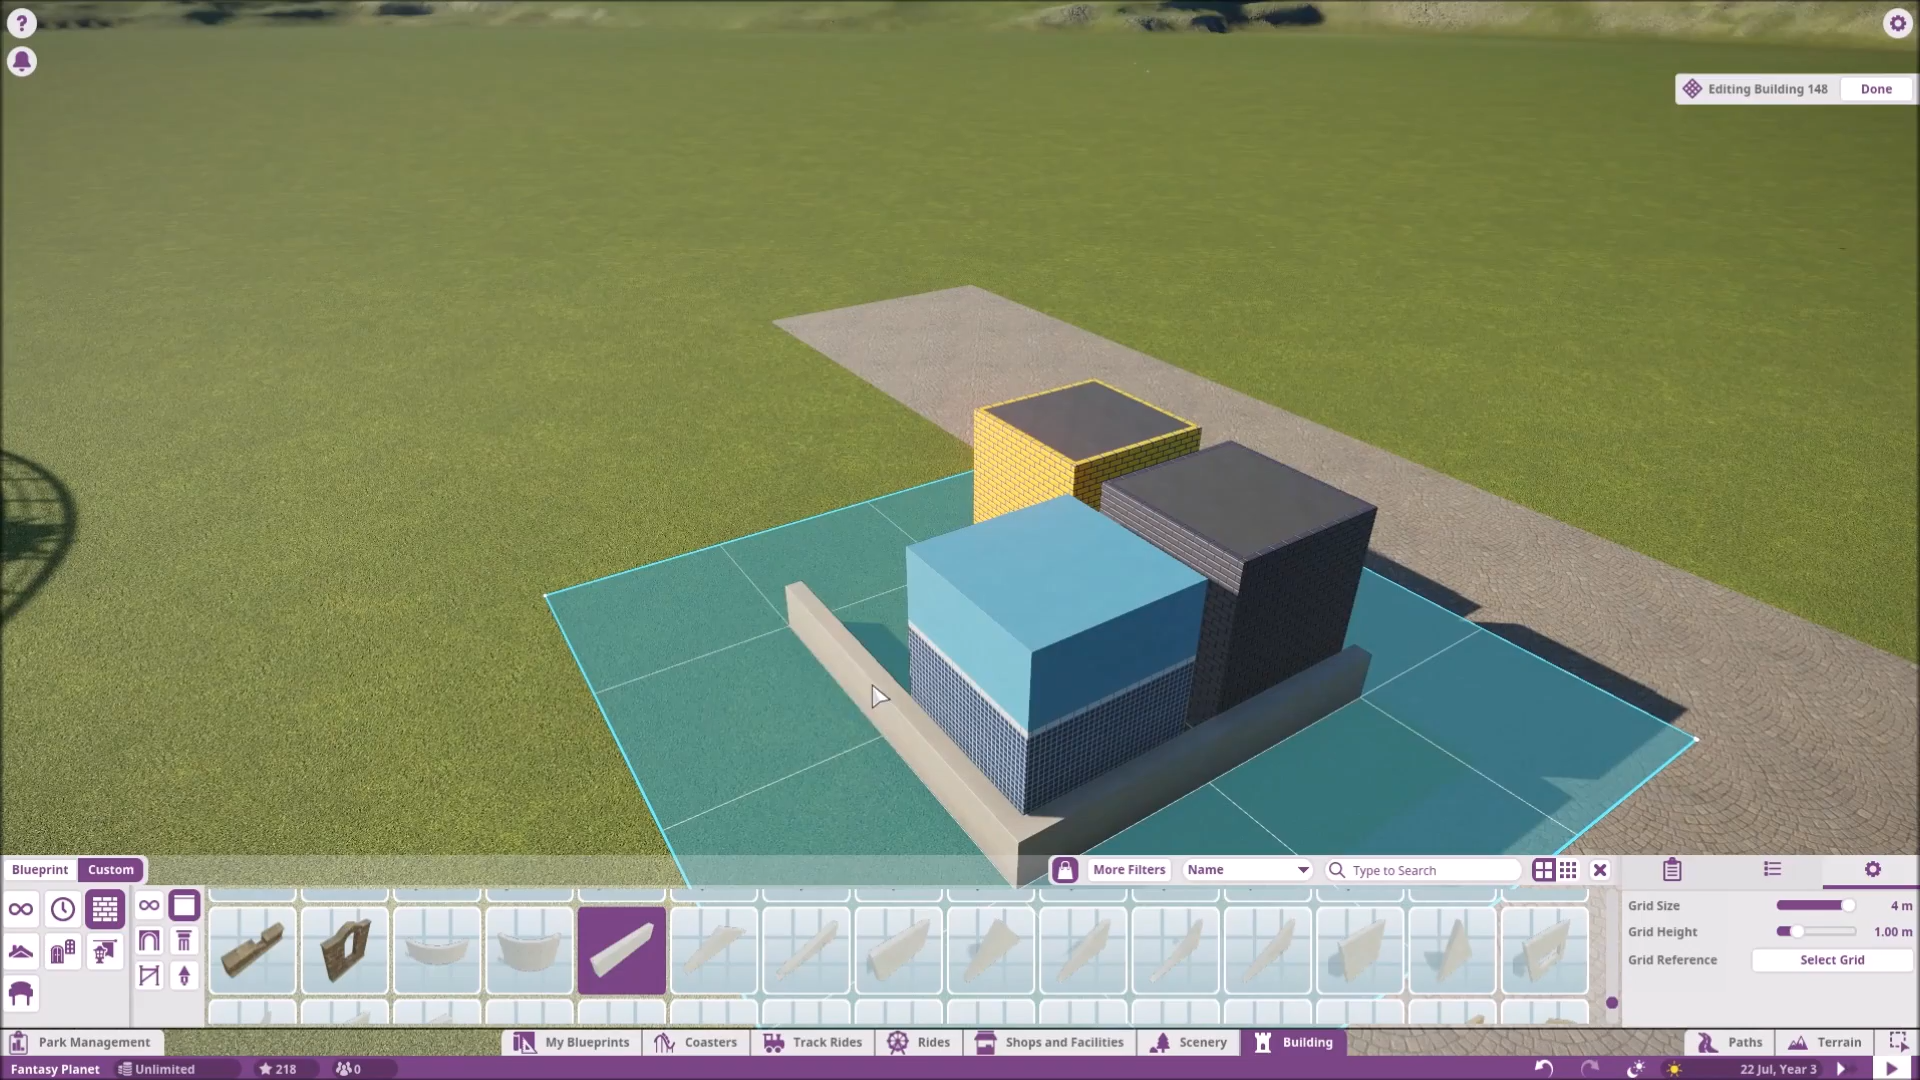 ?
Editing Building 148 Done
Blueprint Custom
More Filters Name Type to Search
Grid Size 4 m
Grid Height 1.00 m
Grid Reference Select Grid
Park Management My Blueprints Coasters Track Rides Rides Shops and Facilities Scenery Building Paths Terrain
Fantasy Planet Unlimited 218 0 22 Jul, Year 3